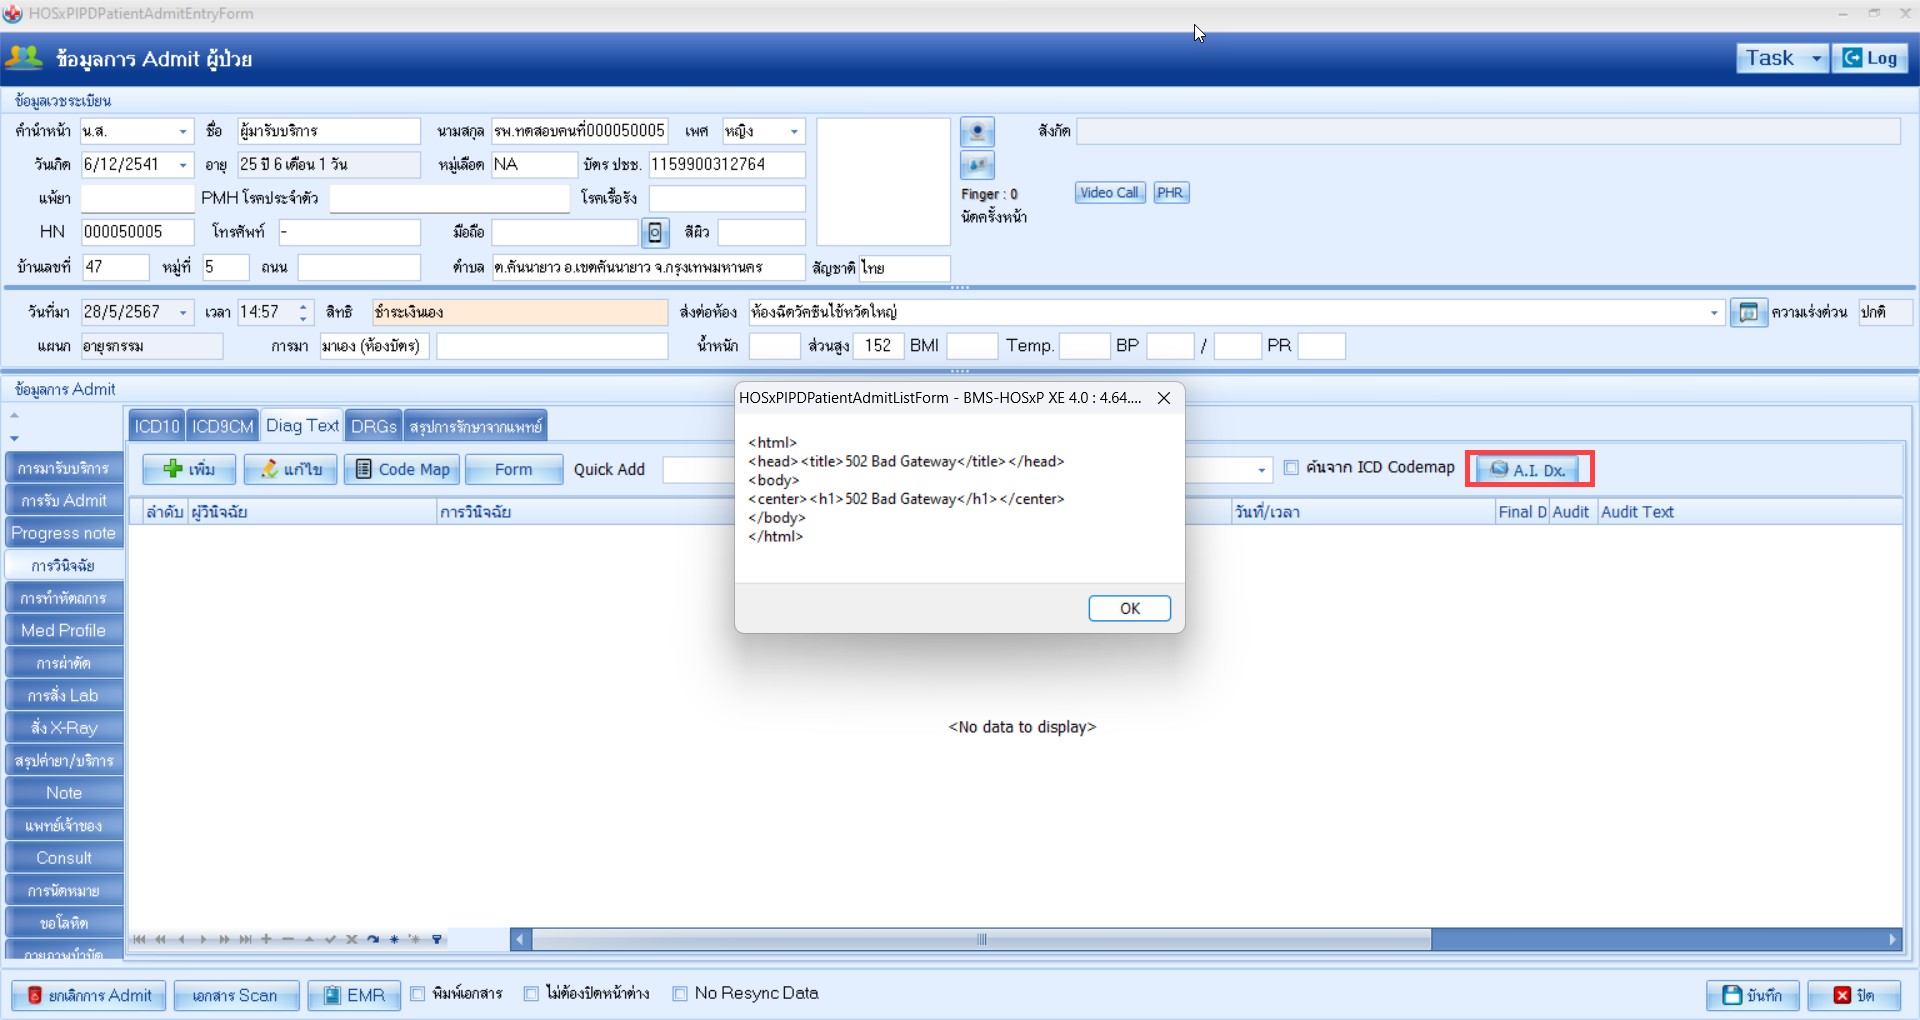 HOSxPIPDPatientAdmitEntryForm
ข้อมูลการ Admit ผู้ป่วย
Task
Log
ข้อมูลเวชระเบียน
คำนำหน้า น.ส. ชื่อ ผู้มารับบริการ นามสกุล รพ.ทดสอบคนที่000050005 เพศ หญิง สังกัด
วันเกิด 6/12/2541 อายุ 25 ปี 6 เดือน 1 วัน หมู่เลือด NA บัตร ปชช. 1159900312764
Finger : 0 Video Call PHR
แพ้ยา PMH โรคประจำตัว โรคเรื้อรัง
นัดครั้งหน้า
HN 000050005 โทรศัพท์ - มือถือ สีผิว
บ้านเลขที่ 47 หมู่ที่ 5 ถนน ตำบล ต.คันนายาว อ.เขตคันนายาว จ.กรุงเทพมหานคร สัญชาติ ไทย
วันที่มา 28/5/2567 เวลา 14:57 สิทธิ ชำระเงินเอง ส่งต่อห้อง ห้องฉีดวัคซีนไข้หวัดใหญ่ ความเร่งด่วน ปกติ
แผนก อายุรกรรม การมา มาเอง (ห้องบัตร) น้ำหนัก ส่วนสูง 152 BMI Temp. BP / PR
ข้อมูลการ Admit
ICD10 ICD9CM Diag Text DRGs สรุปการรักษาจากแพทย์
เพิ่ม แก้ไข Code Map Form Quick Add ค้นจาก ICD Codemap A.I. Dx.
ลำดับ ผู้วินิจฉัย การวินิจฉัย วันที่/เวลา Final D Audit Audit Text
HOSxPIPDPatientAdmitListForm - BMS-HOSxP XE 4.0 : 4.64....
<html>
<head><title>502 Bad Gateway</title></head>
<body>
<center><h1>502 Bad Gateway</h1></center>
</body>
</html>
OK
<No data to display>
การมารับบริการ
การรับ Admit
Progress note
การวินิจฉัย
การทำหัตถการ
Med Profile
การผ่าตัด
การสั่ง Lab
สั่ง X-Ray
สรุปค่ายา/บริการ
Note
แพทย์เจ้าของ
Consult
การนัดหมาย
ขอโลหิต
กายภาพบำบัด
ยกเลิกการ Admit เอกสาร Scan EMR พิมพ์เอกสาร ไม่ต้องปิดหน้าต่าง No Resync Data บันทึก ปิด